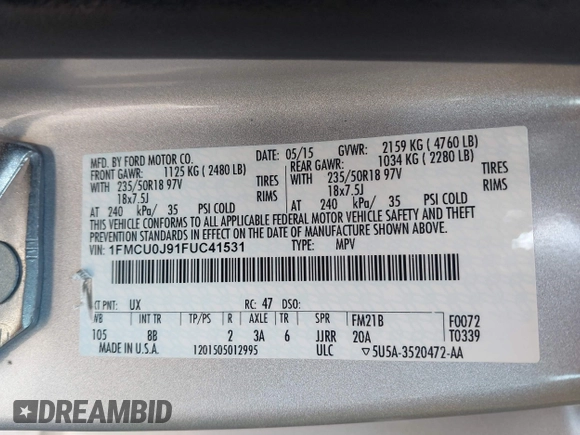 MFD. BY FORD MOTOR CO.
DATE: 05/15 GVWR: 2159 KG ( 4760 LB)
FRONT GAWR: 1125 KG ( 2480 LB)
REAR GAWR: 1034 KG ( 2280 LB)
WITH 235/50R18 97V TIRES
WITH 235/50R18 97V TIRES
18x7.5J RIMS
18x7.5J RIMS
AT 240 kPa/ 35 PSI COLD
AT 240 kPa/ 35 PSI COLD
THIS VEHICLE CONFORMS TO ALL APPLICABLE FEDERAL MOTOR VEHICLE SAFETY AND THEFT
PREVENTION STANDARDS IN EFFECT ON THE DATE OF MANUFACTURE SHOWN ABOVE.
VIN: 1FMCU0J91FUC41531 TYPE: MPV
EXT PNT: UX RC: 47 DSO:
WB INT TR TP/PS R AXLE TR SPR FM21B F0072
105 8B 2 3A 6 JJRR 20A T0339
MADE IN U.S.A. 1201505012995 ULC ▽5U5A-3520472-AA
DREAMBID